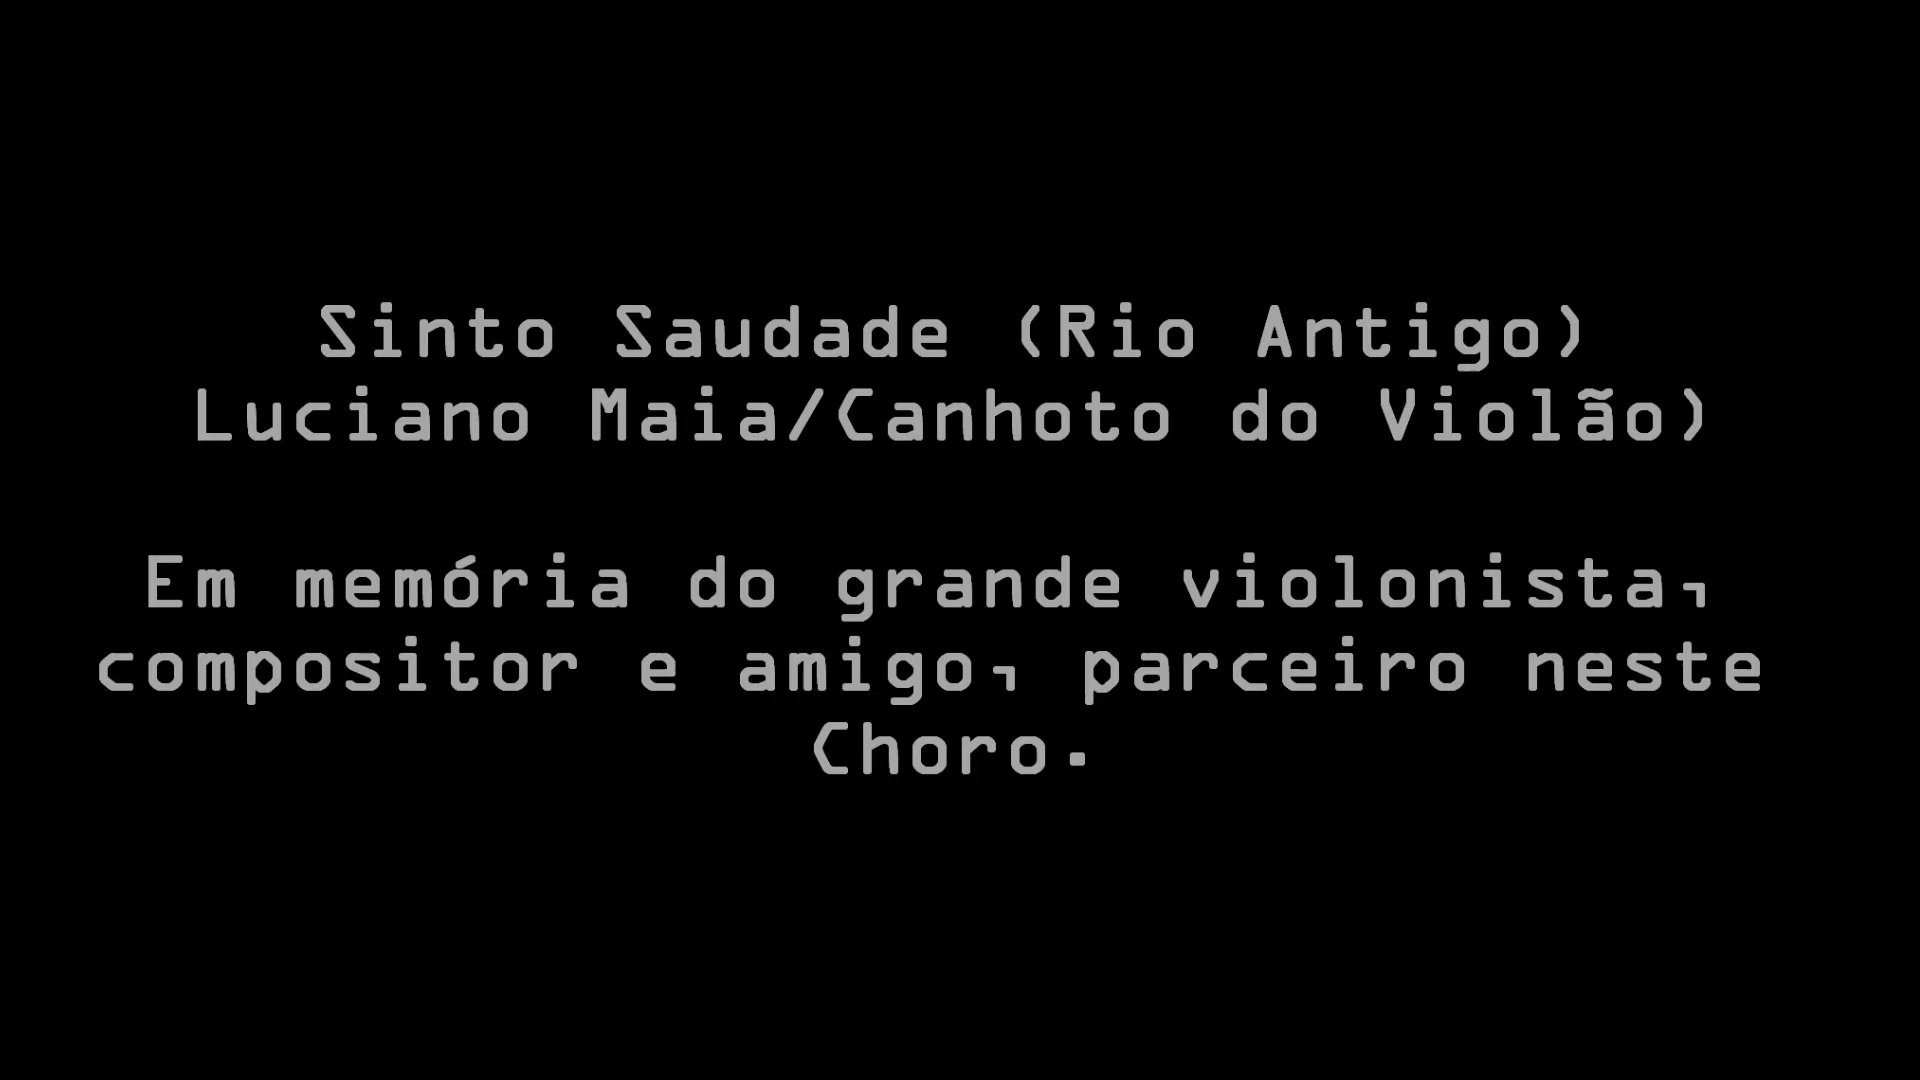 Sinto Saudade (Rio Antigo)
Luciano Maia/Canhoto do Violão)
Em memória do grande violonista,
compositor e amigo, parceiro neste
Choro.